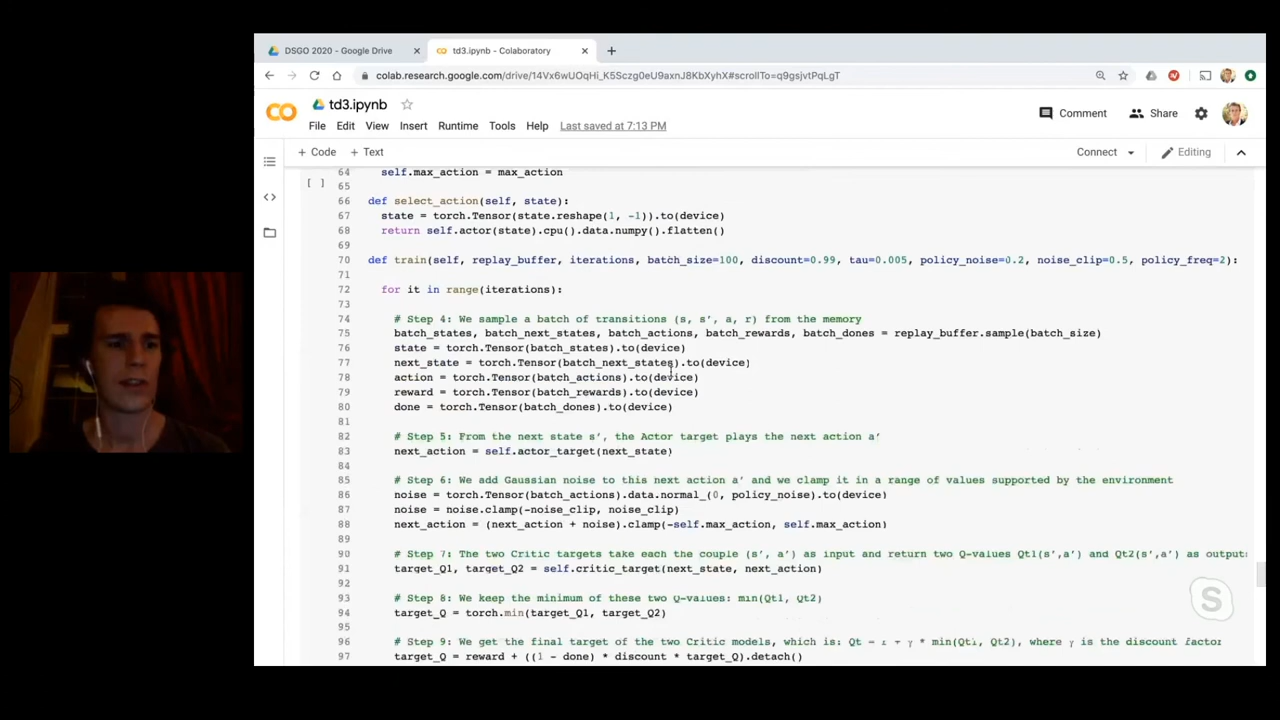 DSGO 2020 - Google Drive
td3.ipynb - Colaboratory
colab.research.google.com/drive/14Vx6wUOqHi_K5Sczg0eU9axnJ8KbXyhX#scrollTo=q9gsjvtPqLgT
td3.ipynb
Comment
Share
File Edit View Insert Runtime Tools Help Last saved at 7:13 PM
+ Code + Text
Connect
Editing
64 self.max_action = max_action
[ ]
65
66 def select_action(self, state):
67 state = torch.Tensor(state.reshape(1, -1)).to(device)
68 return self.actor(state).cpu().data.numpy().flatten()
69
70 def train(self, replay_buffer, iterations, batch_size=100, discount=0.99, tau=0.005, policy_noise=0.2, noise_clip=0.5, policy_freq=2):
71
72 for it in range(iterations):
73
74 # Step 4: We sample a batch of transitions (s, s’, a, r) from the memory
75 batch_states, batch_next_states, batch_actions, batch_rewards, batch_dones = replay_buffer.sample(batch_size)
76 state = torch.Tensor(batch_states).to(device)
77 next_state = torch.Tensor(batch_next_states).to(device)
78 action = torch.Tensor(batch_actions).to(device)
79 reward = torch.Tensor(batch_rewards).to(device)
80 done = torch.Tensor(batch_dones).to(device)
81
82 # Step 5: From the next state s’, the Actor target plays the next action a’
83 next_action = self.actor_target(next_state)
84
85 # Step 6: We add Gaussian noise to this next action a’ and we clamp it in a range of values supported by the environment
86 noise = torch.Tensor(batch_actions).data.normal_(0, policy_noise).to(device)
87 noise = noise.clamp(-noise_clip, noise_clip)
88 next_action = (next_action + noise).clamp(-self.max_action, self.max_action)
89
90 # Step 7: The two Critic targets take each the couple (s’, a’) as input and return two Q-values Qt1(s’,a’) and Qt2(s’,a’) as outputs
91 target_Q1, target_Q2 = self.critic_target(next_state, next_action)
92
93 # Step 8: We keep the minimum of these two Q-values: min(Qt1, Qt2)
94 target_Q = torch.min(target_Q1, target_Q2)
95
96 # Step 9: We get the final target of the two Critic models, which is: Qt = r + γ * min(Qt1, Qt2), where γ is the discount factor
97 target_Q = reward + ((1 - done) * discount * target_Q).detach()